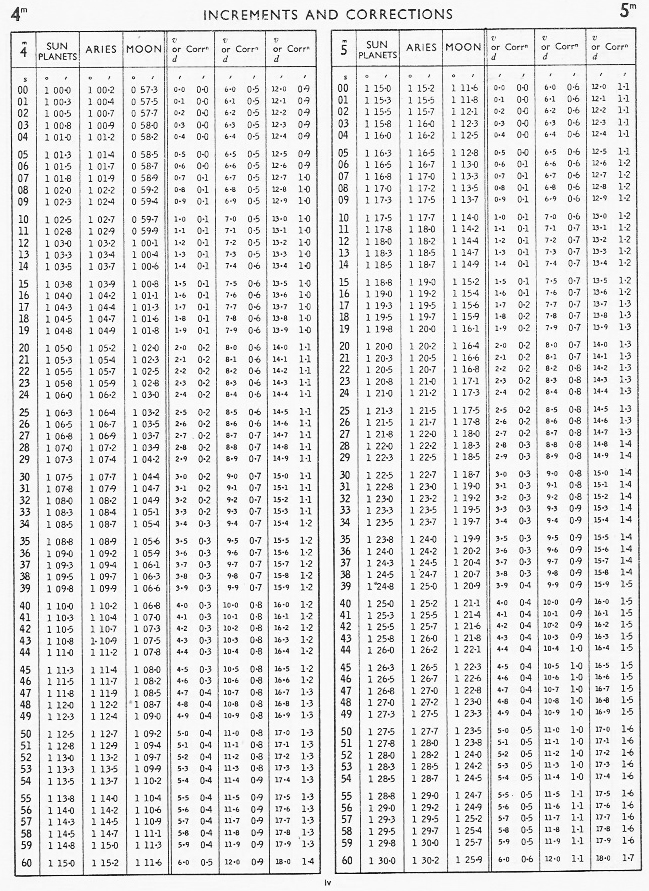 4ᵐ INCREMENTS AND CORRECTIONS 5ᵐ
m 4 SUN PLANETS ARIES MOON v or Corrⁿ d v or Corrⁿ d v or Corrⁿ d m 5 SUN PLANETS ARIES MOON v or Corrⁿ d v or Corrⁿ d v or Corrⁿ d
s ° ′ ° ′ ° ′ ′ ′ ′ ′ ′ ′ s ° ′ ° ′ ° ′ ′ ′ ′ ′ ′ ′
00 1 00·0 1 00·2 0 57·3 0·0 0·0 6·0 0·5 12·0 0·9 00 1 15·0 1 15·2 1 11·6 0·0 0·0 6·0 0·6 12·0 1·1
01 1 00·3 1 00·4 0 57·5 0·1 0·0 6·1 0·5 12·1 0·9 01 1 15·3 1 15·5 1 11·8 0·1 0·0 6·1 0·6 12·1 1·1
02 1 00·5 1 00·7 0 57·7 0·2 0·0 6·2 0·5 12·2 0·9 02 1 15·5 1 15·7 1 12·1 0·2 0·0 6·2 0·6 12·2 1·1
03 1 00·8 1 00·9 0 58·0 0·3 0·0 6·3 0·5 12·3 0·9 03 1 15·8 1 16·0 1 12·3 0·3 0·0 6·3 0·6 12·3 1·1
04 1 01·0 1 01·2 0 58·2 0·4 0·0 6·4 0·5 12·4 0·9 04 1 16·0 1 16·2 1 12·5 0·4 0·0 6·4 0·6 12·4 1·1
05 1 01·3 1 01·4 0 58·5 0·5 0·0 6·5 0·5 12·5 0·9 05 1 16·3 1 16·5 1 12·8 0·5 0·0 6·5 0·6 12·5 1·1
06 1 01·5 1 01·7 0 58·7 0·6 0·0 6·6 0·5 12·6 0·9 06 1 16·5 1 16·7 1 13·0 0·6 0·1 6·6 0·6 12·6 1·2
07 1 01·8 1 01·9 0 58·9 0·7 0·1 6·7 0·5 12·7 1·0 07 1 16·8 1 17·0 1 13·3 0·7 0·1 6·7 0·6 12·7 1·2
08 1 02·0 1 02·2 0 59·2 0·8 0·1 6·8 0·5 12·8 1·0 08 1 17·0 1 17·2 1 13·5 0·8 0·1 6·8 0·6 12·8 1·2
09 1 02·3 1 02·4 0 59·4 0·9 0·1 6·9 0·5 12·9 1·0 09 1 17·3 1 17·5 1 13·7 0·9 0·1 6·9 0·6 12·9 1·2
10 1 02·5 1 02·7 0 59·7 1·0 0·1 7·0 0·5 13·0 1·0 10 1 17·5 1 17·7 1 14·0 1·0 0·1 7·0 0·6 13·0 1·2
11 1 02·8 1 02·9 0 59·9 1·1 0·1 7·1 0·5 13·1 1·0 11 1 17·8 1 18·0 1 14·2 1·1 0·1 7·1 0·7 13·1 1·2
12 1 03·0 1 03·2 1 00·1 1·2 0·1 7·2 0·5 13·2 1·0 12 1 18·0 1 18·2 1 14·4 1·2 0·1 7·2 0·7 13·2 1·2
13 1 03·3 1 03·4 1 00·4 1·3 0·1 7·3 0·5 13·3 1·0 13 1 18·3 1 18·5 1 14·7 1·3 0·1 7·3 0·7 13·3 1·2
14 1 03·5 1 03·7 1 00·6 1·4 0·1 7·4 0·6 13·4 1·0 14 1 18·5 1 18·7 1 14·9 1·4 0·1 7·4 0·7 13·4 1·2
15 1 03·8 1 03·9 1 00·8 1·5 0·1 7·5 0·6 13·5 1·0 15 1 18·8 1 19·0 1 15·2 1·5 0·1 7·5 0·7 13·5 1·2
16 1 04·0 1 04·2 1 01·1 1·6 0·1 7·6 0·6 13·6 1·0 16 1 19·0 1 19·2 1 15·4 1·6 0·1 7·6 0·7 13·6 1·2
17 1 04·3 1 04·4 1 01·3 1·7 0·1 7·7 0·6 13·7 1·0 17 1 19·3 1 19·5 1 15·6 1·7 0·2 7·7 0·7 13·7 1·3
18 1 04·5 1 04·7 1 01·6 1·8 0·1 7·8 0·6 13·8 1·0 18 1 19·5 1 19·7 1 15·9 1·8 0·2 7·8 0·7 13·8 1·3
19 1 04·8 1 04·9 1 01·8 1·9 0·1 7·9 0·6 13·9 1·0 19 1 19·8 1 20·0 1 16·1 1·9 0·2 7·9 0·7 13·9 1·3
20 1 05·0 1 05·2 1 02·0 2·0 0·2 8·0 0·6 14·0 1·1 20 1 20·0 1 20·2 1 16·4 2·0 0·2 8·0 0·7 14·0 1·3
21 1 05·3 1 05·4 1 02·3 2·1 0·2 8·1 0·6 14·1 1·1 21 1 20·3 1 20·5 1 16·6 2·1 0·2 8·1 0·7 14·1 1·3
22 1 05·5 1 05·7 1 02·5 2·2 0·2 8·2 0·6 14·2 1·1 22 1 20·5 1 20·7 1 16·8 2·2 0·2 8·2 0·8 14·2 1·3
23 1 05·8 1 05·9 1 02·8 2·3 0·2 8·3 0·6 14·3 1·1 23 1 20·8 1 21·0 1 17·1 2·3 0·2 8·3 0·8 14·3 1·3
24 1 06·0 1 06·2 1 03·0 2·4 0·2 8·4 0·6 14·4 1·1 24 1 21·0 1 21·2 1 17·3 2·4 0·2 8·4 0·8 14·4 1·3
25 1 06·3 1 06·4 1 03·2 2·5 0·2 8·5 0·6 14·5 1·1 25 1 21·3 1 21·5 1 17·5 2·5 0·2 8·5 0·8 14·5 1·3
26 1 06·5 1 06·7 1 03·5 2·6 0·2 8·6 0·6 14·6 1·1 26 1 21·5 1 21·7 1 17·8 2·6 0·2 8·6 0·8 14·6 1·3
27 1 06·8 1 06·9 1 03·7 2·7 0·2 8·7 0·7 14·7 1·1 27 1 21·8 1 22·0 1 18·0 2·7 0·2 8·7 0·8 14·7 1·3
28 1 07·0 1 07·2 1 03·9 2·8 0·2 8·8 0·7 14·8 1·1 28 1 22·0 1 22·2 1 18·3 2·8 0·3 8·8 0·8 14·8 1·4
29 1 07·3 1 07·4 1 04·2 2·9 0·2 8·9 0·7 14·9 1·1 29 1 22·3 1 22·5 1 18·5 2·9 0·3 8·9 0·8 14·9 1·4
30 1 07·5 1 07·7 1 04·4 3·0 0·2 9·0 0·7 15·0 1·1 30 1 22·5 1 22·7 1 18·7 3·0 0·3 9·0 0·8 15·0 1·4
31 1 07·8 1 07·9 1 04·7 3·1 0·2 9·1 0·7 15·1 1·1 31 1 22·8 1 23·0 1 19·0 3·1 0·3 9·1 0·8 15·1 1·4
32 1 08·0 1 08·2 1 04·9 3·2 0·2 9·2 0·7 15·2 1·1 32 1 23·0 1 23·2 1 19·2 3·2 0·3 9·2 0·8 15·2 1·4
33 1 08·3 1 08·4 1 05·1 3·3 0·2 9·3 0·7 15·3 1·1 33 1 23·3 1 23·5 1 19·5 3·3 0·3 9·3 0·9 15·3 1·4
34 1 08·5 1 08·7 1 05·4 3·4 0·3 9·4 0·7 15·4 1·2 34 1 23·5 1 23·7 1 19·7 3·4 0·3 9·4 0·9 15·4 1·4
35 1 08·8 1 08·9 1 05·6 3·5 0·3 9·5 0·7 15·5 1·2 35 1 23·8 1 24·0 1 19·9 3·5 0·3 9·5 0·9 15·5 1·4
36 1 09·0 1 09·2 1 05·9 3·6 0·3 9·6 0·7 15·6 1·2 36 1 24·0 1 24·2 1 20·2 3·6 0·3 9·6 0·9 15·6 1·4
37 1 09·3 1 09·4 1 06·1 3·7 0·3 9·7 0·7 15·7 1·2 37 1 24·3 1 24·5 1 20·4 3·7 0·3 9·7 0·9 15·7 1·4
38 1 09·5 1 09·7 1 06·3 3·8 0·3 9·8 0·7 15·8 1·2 38 1 24·5 1 24·7 1 20·7 3·8 0·3 9·8 0·9 15·8 1·4
39 1 09·8 1 09·9 1 06·6 3·9 0·3 9·9 0·7 15·9 1·2 39 1 24·8 1 25·0 1 20·9 3·9 0·4 9·9 0·9 15·9 1·5
40 1 10·0 1 10·2 1 06·8 4·0 0·3 10·0 0·8 16·0 1·2 40 1 25·0 1 25·2 1 21·1 4·0 0·4 10·0 0·9 16·0 1·5
41 1 10·3 1 10·4 1 07·0 4·1 0·3 10·1 0·8 16·1 1·2 41 1 25·3 1 25·5 1 21·4 4·1 0·4 10·1 0·9 16·1 1·5
42 1 10·5 1 10·7 1 07·3 4·2 0·3 10·2 0·8 16·2 1·2 42 1 25·5 1 25·7 1 21·6 4·2 0·4 10·2 0·9 16·2 1·5
43 1 10·8 1 10·9 1 07·5 4·3 0·3 10·3 0·8 16·3 1·2 43 1 25·8 1 26·0 1 21·8 4·3 0·4 10·3 0·9 16·3 1·5
44 1 11·0 1 11·2 1 07·8 4·4 0·3 10·4 0·8 16·4 1·2 44 1 26·0 1 26·2 1 22·1 4·4 0·4 10·4 1·0 16·4 1·5
45 1 11·3 1 11·4 1 08·0 4·5 0·3 10·5 0·8 16·5 1·2 45 1 26·3 1 26·5 1 22·3 4·5 0·4 10·5 1·0 16·5 1·5
46 1 11·5 1 11·7 1 08·2 4·6 0·3 10·6 0·8 16·6 1·2 46 1 26·5 1 26·7 1 22·6 4·6 0·4 10·6 1·0 16·6 1·5
47 1 11·8 1 11·9 1 08·5 4·7 0·4 10·7 0·8 16·7 1·3 47 1 26·8 1 27·0 1 22·8 4·7 0·4 10·7 1·0 16·7 1·5
48 1 12·0 1 12·2 1 08·7 4·8 0·4 10·8 0·8 16·8 1·3 48 1 27·0 1 27·2 1 23·0 4·8 0·4 10·8 1·0 16·8 1·5
49 1 12·3 1 12·4 1 09·0 4·9 0·4 10·9 0·8 16·9 1·3 49 1 27·3 1 27·5 1 23·3 4·9 0·4 10·9 1·0 16·9 1·5
50 1 12·5 1 12·7 1 09·2 5·0 0·4 11·0 0·8 17·0 1·3 50 1 27·5 1 27·7 1 23·5 5·0 0·5 11·0 1·0 17·0 1·6
51 1 12·8 1 12·9 1 09·4 5·1 0·4 11·1 0·8 17·1 1·3 51 1 27·8 1 28·0 1 23·8 5·1 0·5 11·1 1·0 17·1 1·6
52 1 13·0 1 13·2 1 09·7 5·2 0·4 11·2 0·8 17·2 1·3 52 1 28·0 1 28·2 1 24·0 5·2 0·5 11·2 1·0 17·2 1·6
53 1 13·3 1 13·5 1 09·9 5·3 0·4 11·3 0·8 17·3 1·3 53 1 28·3 1 28·5 1 24·2 5·3 0·5 11·3 1·0 17·3 1·6
54 1 13·5 1 13·7 1 10·2 5·4 0·4 11·4 0·9 17·4 1·3 54 1 28·5 1 28·7 1 24·5 5·4 0·5 11·4 1·0 17·4 1·6
55 1 13·8 1 14·0 1 10·4 5·5 0·4 11·5 0·9 17·5 1·3 55 1 28·8 1 29·0 1 24·7 5·5 0·5 11·5 1·1 17·5 1·6
56 1 14·0 1 14·2 1 10·6 5·6 0·4 11·6 0·9 17·6 1·3 56 1 29·0 1 29·2 1 24·9 5·6 0·5 11·6 1·1 17·6 1·6
57 1 14·3 1 14·5 1 10·9 5·7 0·4 11·7 0·9 17·7 1·3 57 1 29·3 1 29·5 1 25·2 5·7 0·5 11·7 1·1 17·7 1·6
58 1 14·5 1 14·7 1 11·1 5·8 0·4 11·8 0·9 17·8 1·3 58 1 29·5 1 29·7 1 25·4 5·8 0·5 11·8 1·1 17·8 1·6
59 1 14·8 1 15·0 1 11·3 5·9 0·4 11·9 0·9 17·9 1·3 59 1 29·8 1 30·0 1 25·7 5·9 0·5 11·9 1·1 17·9 1·6
60 1 15·0 1 15·2 1 11·6 6·0 0·5 12·0 0·9 18·0 1·4 60 1 30·0 1 30·2 1 25·9 6·0 0·6 12·0 1·1 18·0 1·7
iv